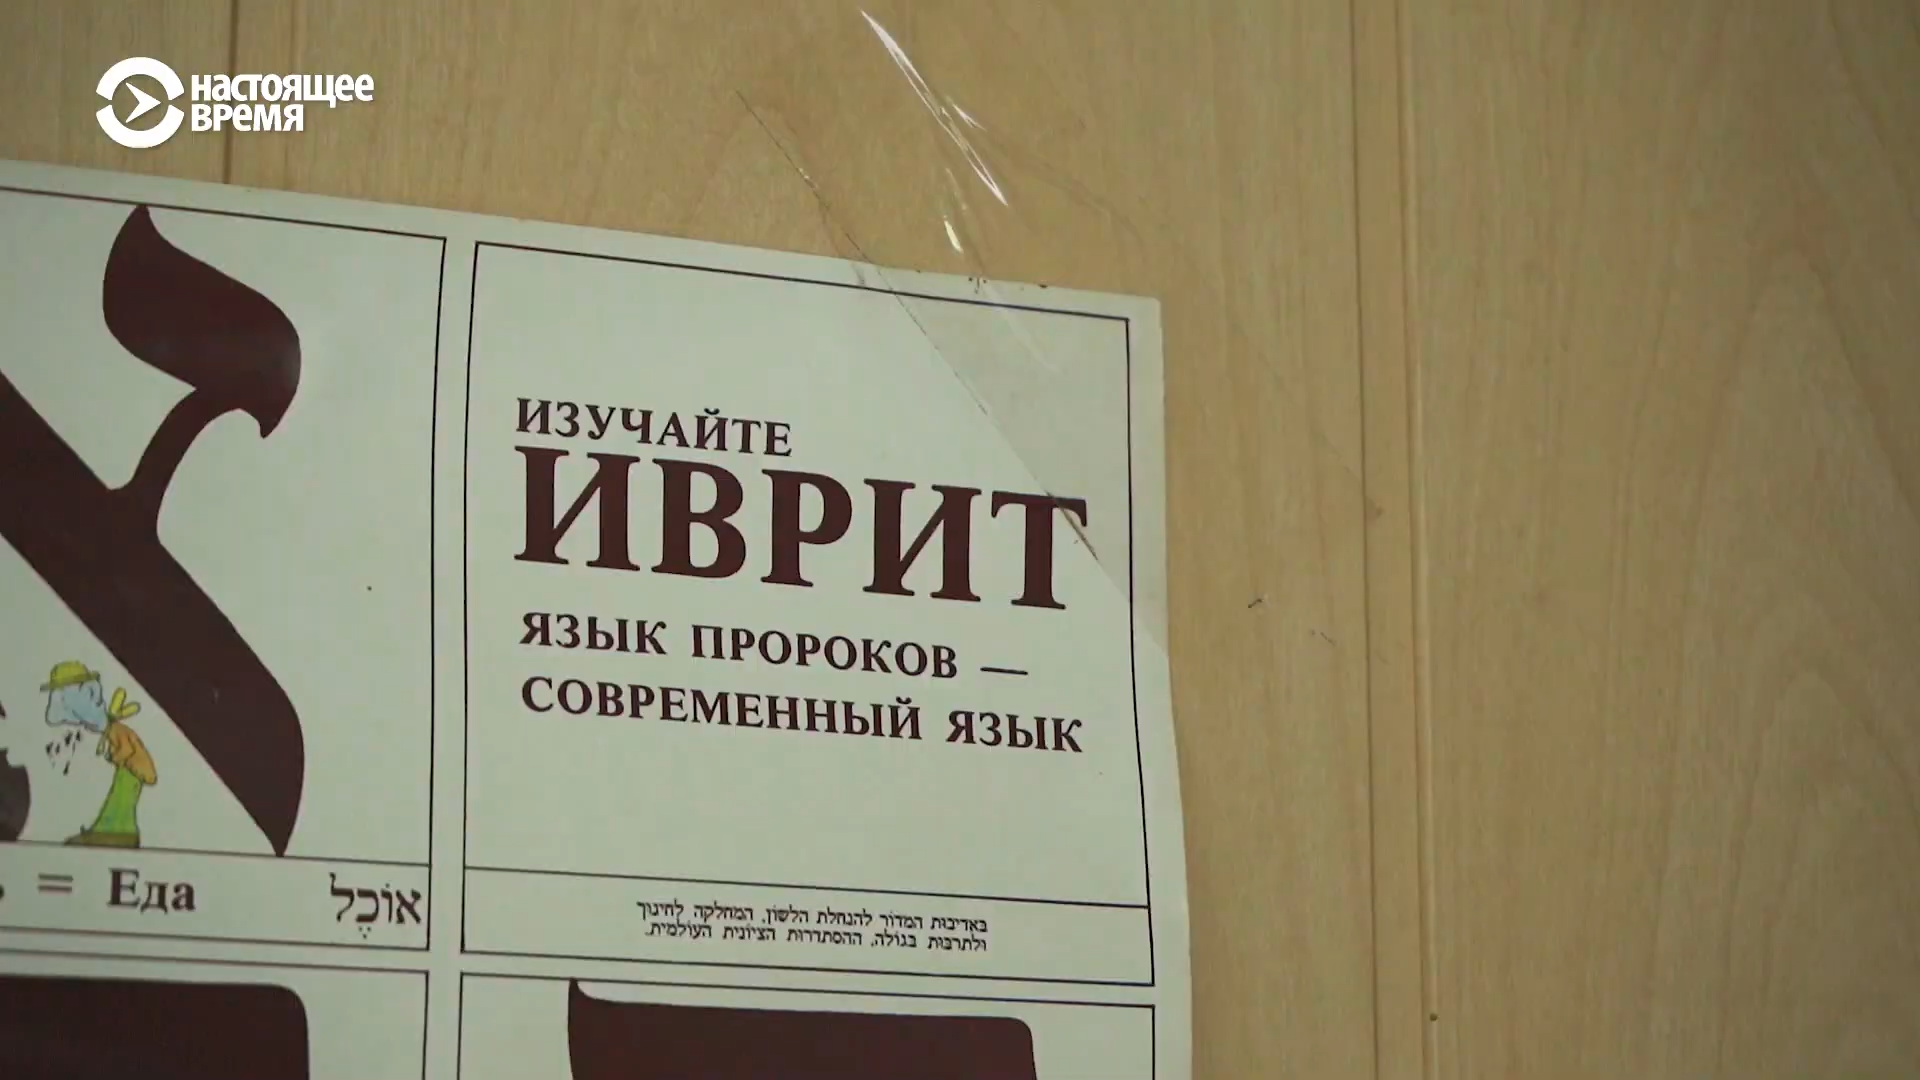 настоящее
время
ИЗУЧАЙТЕ
ИВРИТ
ЯЗЫК ПРОРОКОВ —
СОВРЕМЕННЫЙ ЯЗЫК
א
= Еда אוֹכֶל
באדיבות המדור להנחלת הלשון, המחלקה לחינוך
ולתרבות בגולה, ההסתדרות הציונית העולמית.